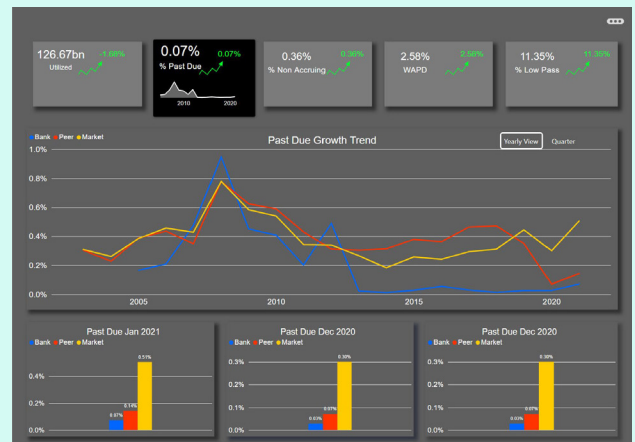 126.67bn
-1.68%
Utilized
0.07%
0.07%
% Past Due
2010
2020
0.36%
0.36%
% Non Accruing
2.58%
2.58%
WAPD
11.35%
11.35%
% Low Pass
Bank Peer Market
Past Due Growth Trend
Yearly View
Quarter
1.0%
0.8%
0.6%
0.4%
0.2%
0.0%
2005
2010
2015
2020
Past Due Jan 2021
Bank Peer Market
0.51%
0.4%
0.14%
0.07%
0.2%
0.0%
Past Due Dec 2020
Bank Peer Market
0.3%
0.30%
0.2%
0.1%
0.07%
0.03%
0.0%
Past Due Dec 2020
Bank Peer Market
0.3%
0.30%
0.2%
0.1%
0.07%
0.03%
0.0%